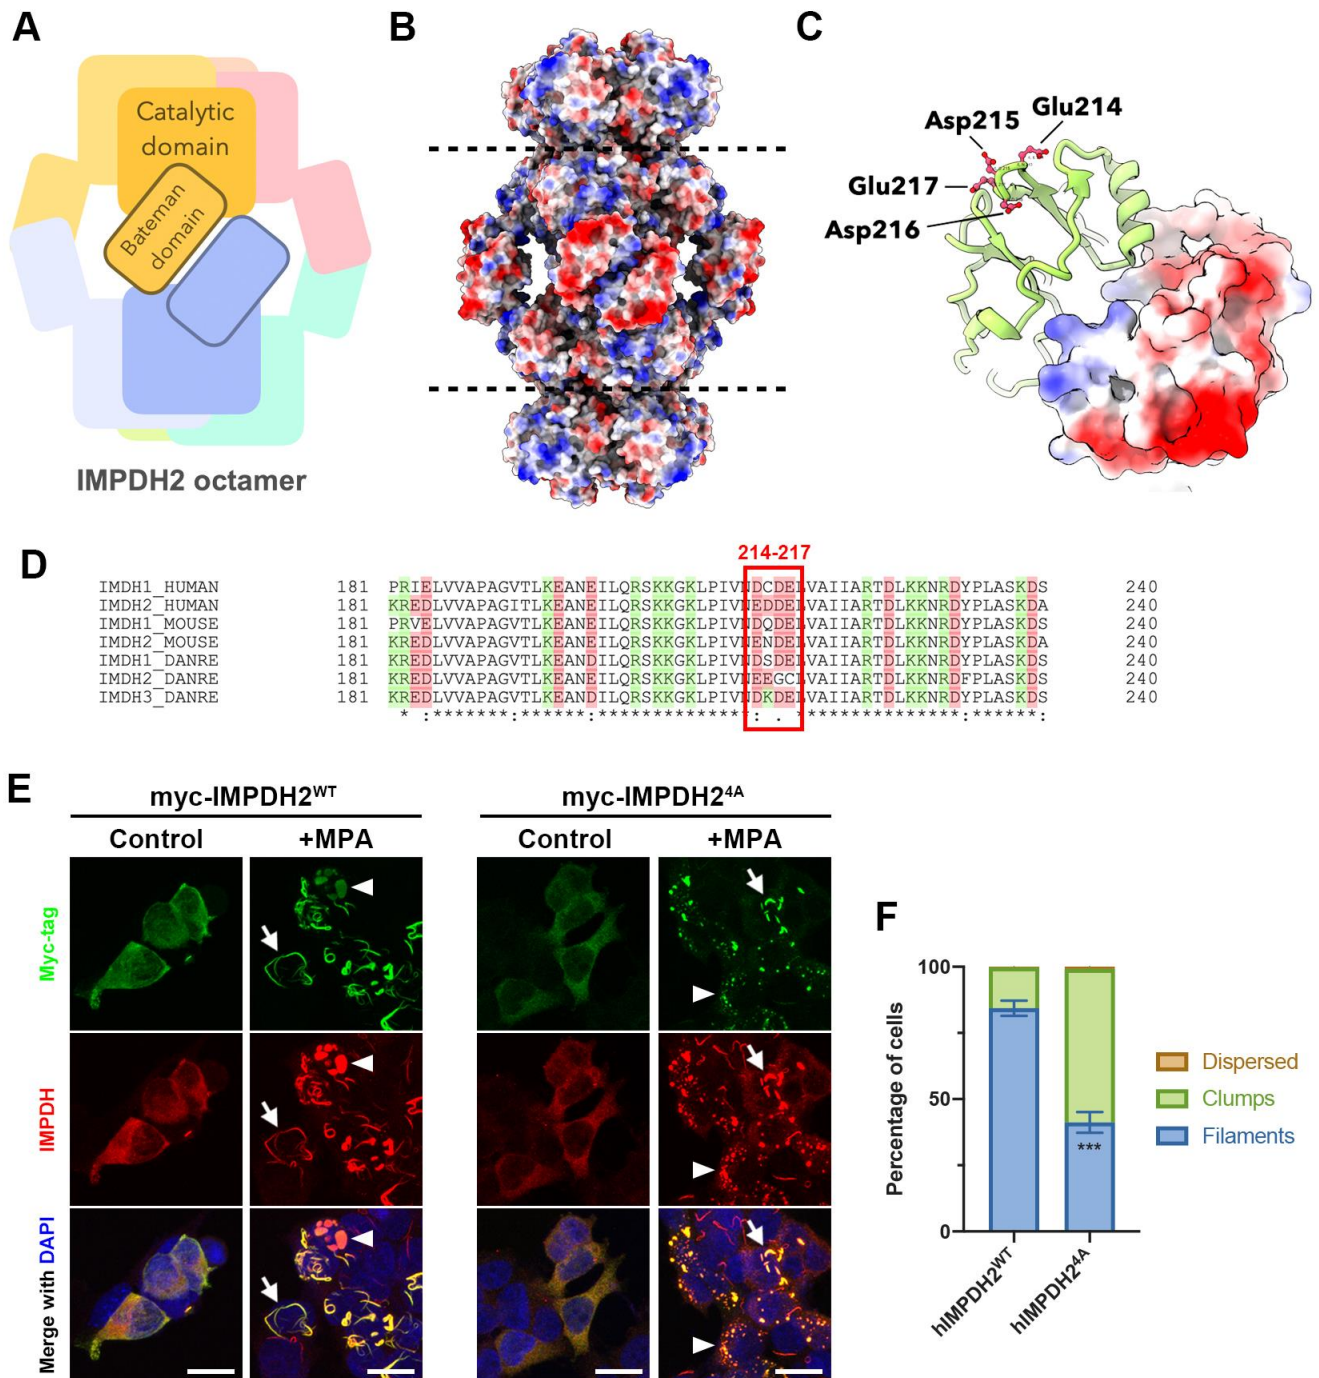 A
Catalytic
domain
Bateman
domain
IMPDH2 octamer
B
C
Glu214
Asp215
Glu217
Asp216
D
214-217
IMDH1_HUMAN 181 PRIELVVAPAGVTLKEANEILQRSKKGKLPIVNDCDELVAIIARTDLKKNRDYPLASKDS 240
IMDH2_HUMAN 181 KREDLVVAPAGITLKEANEILQRSKKGKLPIVNEDDELVAIIARTDLKKNRDYPLASKDA 240
IMDH1_MOUSE 181 PRVELVVAPAGVTLKEANEILQRSKKGKLPIVNDQDELVAIIARTDLKKNRDYPLASKDS 240
IMDH2_MOUSE 181 KREDLVVAPAGITLKEANEILQRSKKGKLPIVNENDELVAIIARTDLKKNRDYPLASKDA 240
IMDH1_DANRE 181 KREDLVVAPAGVTLKEANDILQRSKKGKLPIVNDSDELVAIIARTDLKKNRDYPLASKDS 240
IMDH2_DANRE 181 KREDLVVAPAGVTLKEANDILQRSKKGKLPIVNEEGCLVAIIARTDLKKNRDFPLASKDS 240
IMDH3_DANRE 181 KREDLVVAPAGVTLKEANDILQRSKKGKLPIVNDKDELVAIIARTDLKKNRDYPLASKDS 240
* :*******:******:**************: . ***************:******:
E
myc-IMPDH2WT
myc-IMPDH24A
Control
+MPA
Control
+MPA
Myc-tag
IMPDH
Merge with DAPI
F
Percentage of cells
100
50
0
***
hIMPDH2WT
hIMPDH24A
Dispersed
Clumps
Filaments